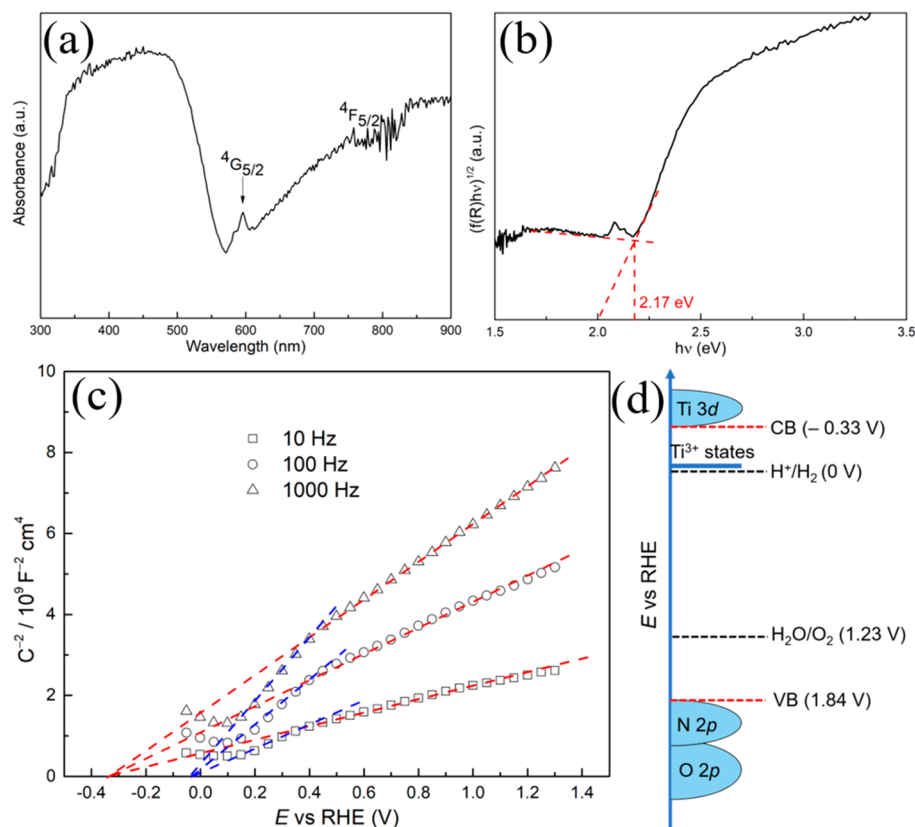 (a)
Absorbance (a.u.)
⁴G₅/₂
⁴F₅/₂
300 400 500 600 700 800 900
Wavelength (nm)
(b)
(f(R)hν)^1/2 (a.u.)
2.17 eV
1.5 2.0 2.5 3.0 3.5
hν (eV)
(c)
C⁻² / 10⁹ F⁻² cm⁴
10
8
6
4
2
0
10 Hz
100 Hz
1000 Hz
-0.4 -0.2 0.0 0.2 0.4 0.6 0.8 1.0 1.2 1.4
E vs RHE (V)
(d)
E vs RHE
Ti 3d
CB (– 0.33 V)
Ti³⁺ states
H⁺/H₂ (0 V)
H₂O/O₂ (1.23 V)
VB (1.84 V)
N 2p
O 2p